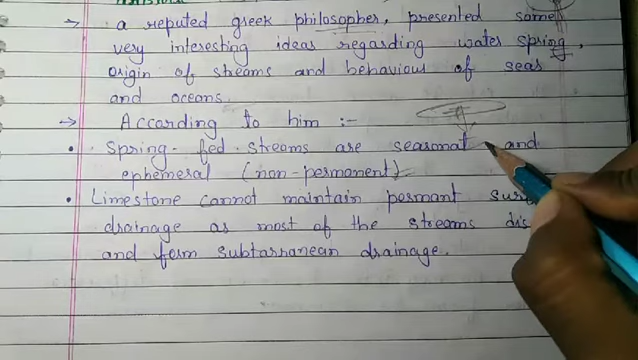 → a reputed greek philosopher, presented some
very interesting ideas regarding water spring,
origin of streams and behaviour of seas
and oceans.
→ According to him :-
• Spring-fed streams are seasonal and
ephemeral (non-permanent)
• Limestone cannot maintain permant
drainage as most of the streams
and form subtarranean drainage.